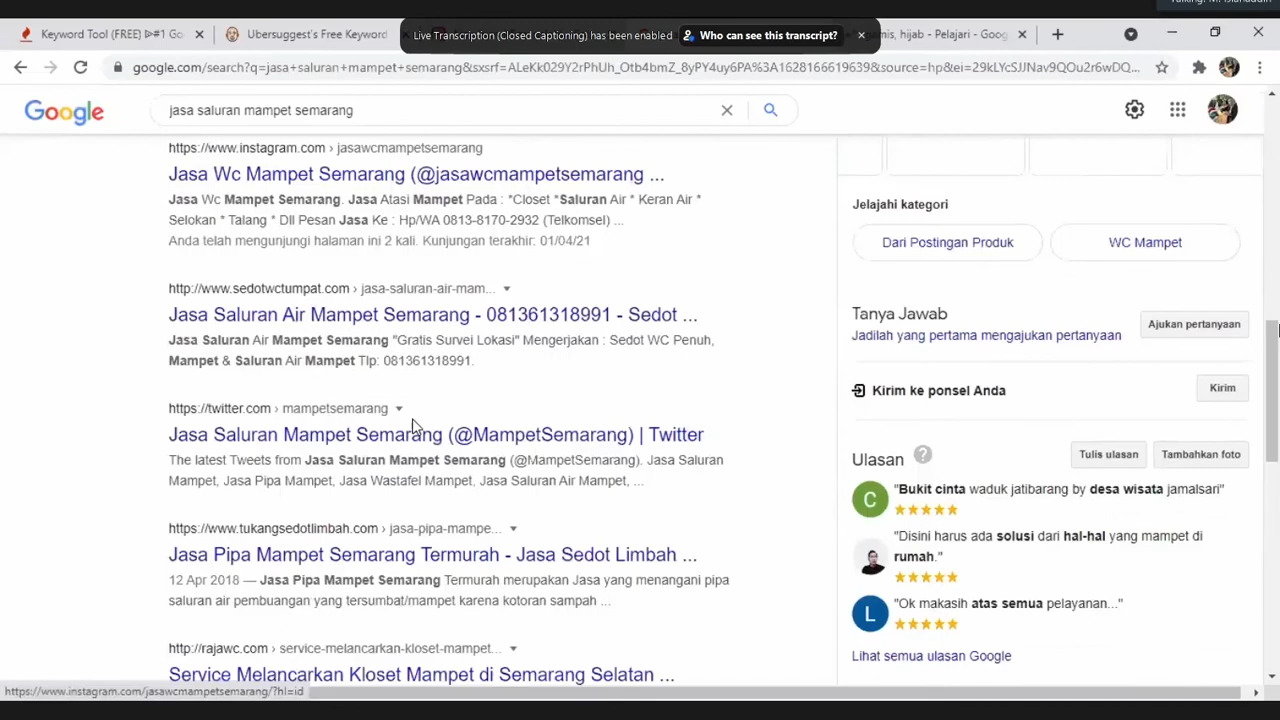 Keyword Tool (FREE) ᐈ#1 Goo
Ubersuggest's Free Keyword
Live Transcription (Closed Captioning) has been enabled
Who can see this transcript?
gamis, hijab - Pelajari - Goog
google.com/search?q=jasa+saluran+mampet+semarang&sxsrf=ALeKk029Y2rPhUh_Otb4bmZ_8yPY4uy6PA%3A1628166619639&source=hp&ei=29kLYcSJJNav9QOu2r6wDQ...
Google
jasa saluran mampet semarang
https://www.instagram.com › jasawcmampetsemarang
Jasa Wc Mampet Semarang (@jasawcmampetsemarang ...
Jasa Wc Mampet Semarang. Jasa Atasi Mampet Pada : *Closet *Saluran Air * Keran Air *
Selokan * Talang * Dll Pesan Jasa Ke : Hp/WA 0813-8170-2932 (Telkomsel) ...
Anda telah mengunjungi halaman ini 2 kali. Kunjungan terakhir: 01/04/21
http://www.sedotwctumpat.com › jasa-saluran-air-mam...
Jasa Saluran Air Mampet Semarang - 081361318991 - Sedot ...
Jasa Saluran Air Mampet Semarang "Gratis Survei Lokasi" Mengerjakan : Sedot WC Penuh,
Mampet & Saluran Air Mampet Tlp: 081361318991.
https://twitter.com › mampetsemarang
Jasa Saluran Mampet Semarang (@MampetSemarang) | Twitter
The latest Tweets from Jasa Saluran Mampet Semarang (@MampetSemarang). Jasa Saluran
Mampet, Jasa Pipa Mampet, Jasa Wastafel Mampet, Jasa Saluran Air Mampet, ...
https://www.tukangsedotlimbah.com › jasa-pipa-mampe...
Jasa Pipa Mampet Semarang Termurah - Jasa Sedot Limbah ...
12 Apr 2018 — Jasa Pipa Mampet Semarang Termurah merupakan Jasa yang menangani pipa
saluran air pembuangan yang tersumbat/mampet karena kotoran sampah ...
http://rajawc.com › service-melancarkan-kloset-mampet...
Service Melancarkan Kloset Mampet di Semarang Selatan ...
https://www.instagram.com/jasawcmampetsemarang/?hl=id
Jelajahi kategori
Dari Postingan Produk
WC Mampet
Tanya Jawab
Jadilah yang pertama mengajukan pertanyaan
Ajukan pertanyaan
Kirim ke ponsel Anda
Kirim
Ulasan
Tulis ulasan
Tambahkan foto
C
"Bukit cinta waduk jatibarang by desa wisata jamalsari"
"Disini harus ada solusi dari hal-hal yang mampet di
rumah."
L
"Ok makasih atas semua pelayanan..."
Lihat semua ulasan Google